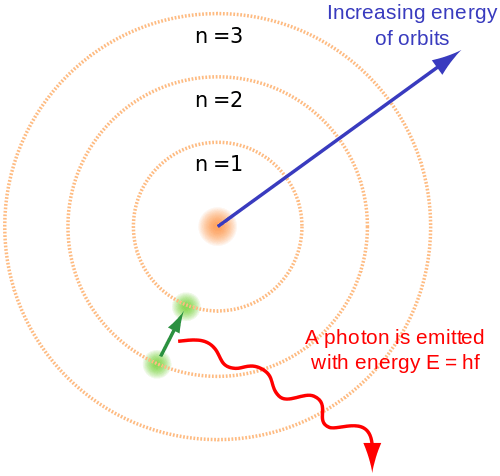 Increasing energy
of orbits
n =3
n =2
n =1
A photon is emitted
with energy E = hf